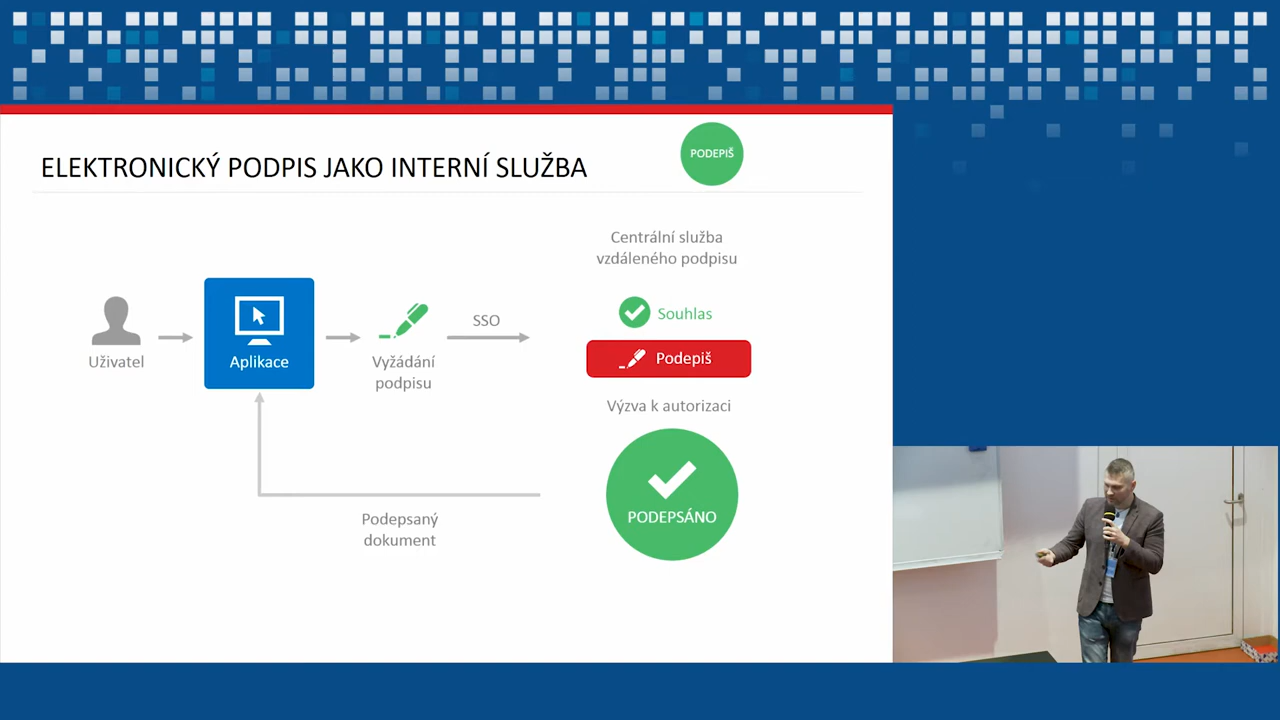 ELEKTRONICKÝ PODPIS JAKO INTERNÍ SLUŽBA
PODEPIŠ
Centrální služba
vzdáleného podpisu
Souhlas
Podepiš
Výzva k autorizaci
PODEPSÁNO
Uživatel
Aplikace
Vyžádání
podpisu
SSO
Podepsaný
dokument